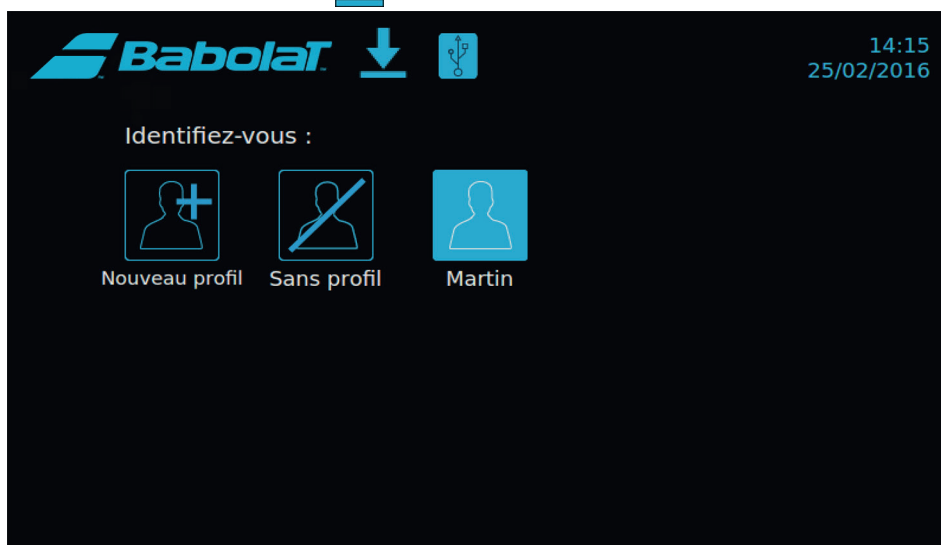 BabolaT
14:15
25/02/2016
Identifiez-vous :
Nouveau profil
Sans profil
Martin